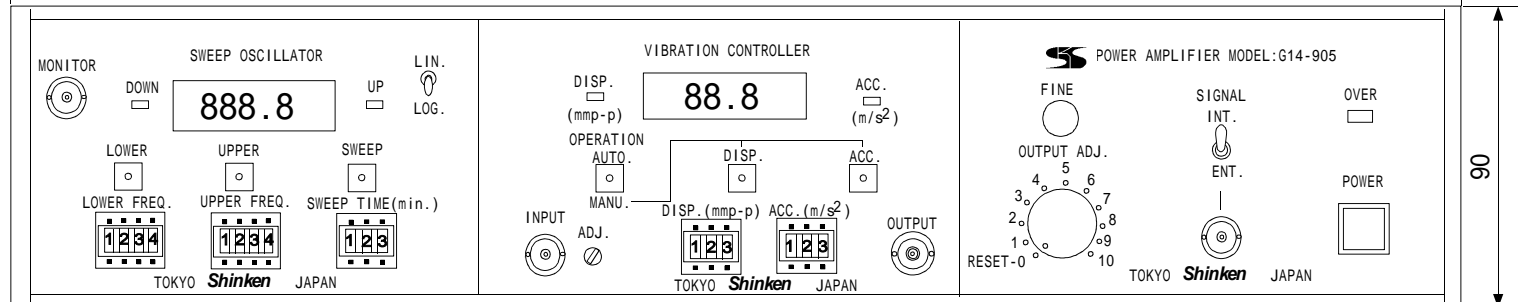 SWEEP OSCILLATOR
MONITOR
DOWN
888.8
UP
LIN.
LOG.
LOWER
UPPER
SWEEP
LOWER FREQ.
UPPER FREQ.
SWEEP TIME(min.)
1234
1234
123
TOKYO Shinken JAPAN
VIBRATION CONTROLLER
DISP.
(mmp-p)
88.8
ACC.
(m/s2)
OPERATION
AUTO.
DISP.
ACC.
MANU.
DISP.(mmp-p)
ACC.(m/s2)
INPUT
ADJ.
123
123
OUTPUT
TOKYO Shinken JAPAN
POWER AMPLIFIER MODEL:G14-905
FINE
SIGNAL
INT.
ENT.
OVER
OUTPUT ADJ.
RESET-0
1
2
3
4
5
6
7
8
9
10
POWER
TOKYO Shinken JAPAN
90